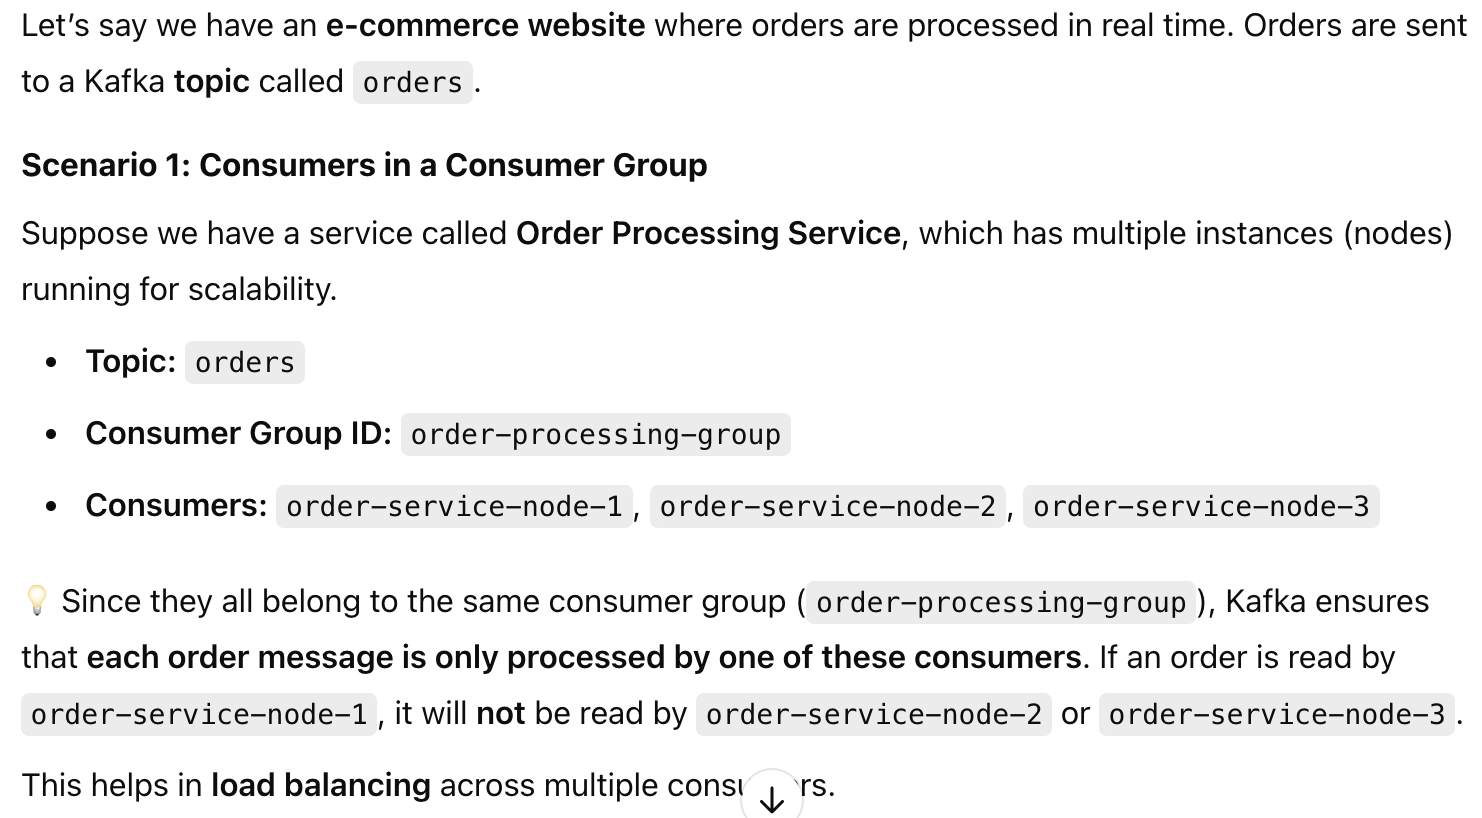 Let’s say we have an e-commerce website where orders are processed in real time. Orders are sent
to a Kafka topic called orders.
Scenario 1: Consumers in a Consumer Group
Suppose we have a service called Order Processing Service, which has multiple instances (nodes)
running for scalability.
• Topic: orders
• Consumer Group ID: order-processing-group
• Consumers: order-service-node-1, order-service-node-2, order-service-node-3
💡 Since they all belong to the same consumer group (order-processing-group), Kafka ensures
that each order message is only processed by one of these consumers. If an order is read by
order-service-node-1, it will not be read by order-service-node-2 or order-service-node-3.
This helps in load balancing across multiple